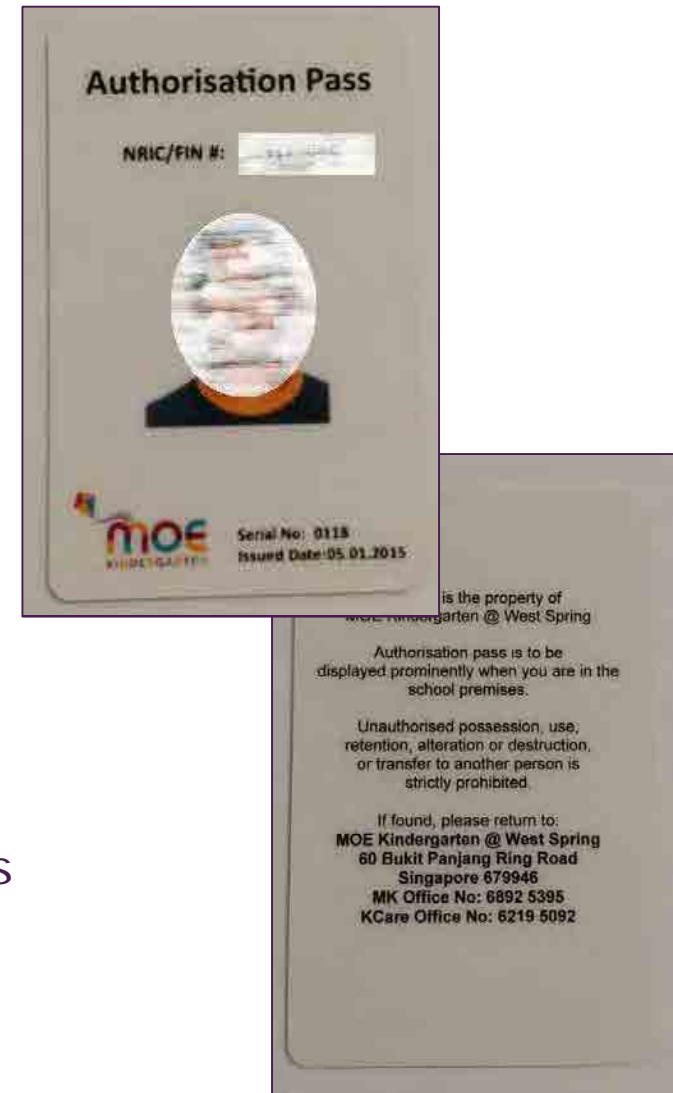 Authorisation Pass
NRIC/FIN #:
moe
KINDERGARTEN
Serial No: 0118
Issued Date:05.01.2015
is the property of
MOE Kindergarten @ West Spring
Authorisation pass is to be
displayed prominently when you are in the
school premises.
Unauthorised possession, use,
retention, alteration or destruction,
or transfer to another person is
strictly prohibited.
If found, please return to:
MOE Kindergarten @ West Spring
60 Bukit Panjang Ring Road
Singapore 679946
MK Office No: 6892 5395
KCare Office No: 6219 5092
s